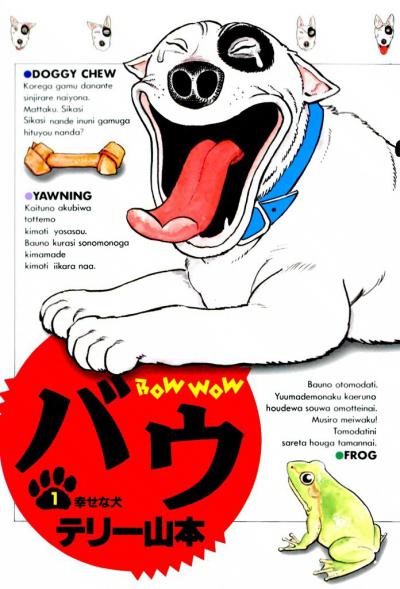 DOGGY CHEW
Korega gamu danante
sinjirare naiyona.
Mattaku. Sikasi
Sikasi nande inuni gamuga
hituyou nanda?
YAWNING
Koituno akubiwa
tottemo
kimoti yosasou.
Bauno kurasi sonomonoga
kimamade
kimoti iikara naa.
BOW WOW
バウ
1 幸せな犬
テリー山本
Bauno otomodati.
Yuumademonaku kaeruno
houdewa souwa omotteinai.
Musiro meiwaku!
Tomodatini
sareta houga tamannai.
FROG